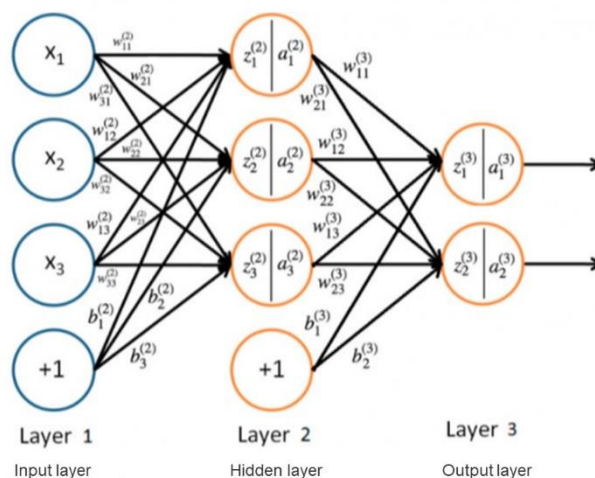 x₁
w₁₁⁽²⁾
w₂₁⁽²⁾
w₃₁⁽²⁾
z₁⁽²⁾ | a₁⁽²⁾
w₁₁⁽³⁾
w₂₁⁽³⁾
x₂
w₁₂⁽²⁾
w₂₂⁽²⁾
w₃₂⁽²⁾
z₂⁽²⁾ | a₂⁽²⁾
w₁₂⁽³⁾
w₂₂⁽³⁾
z₁⁽³⁾ | a₁⁽³⁾
x₃
w₁₃⁽²⁾
w₂₃⁽²⁾
w₃₃⁽²⁾
z₃⁽²⁾ | a₃⁽²⁾
w₁₃⁽³⁾
w₂₃⁽³⁾
z₂⁽³⁾ | a₂⁽³⁾
+1
b₁⁽²⁾
b₂⁽²⁾
b₃⁽²⁾
+1
b₁⁽³⁾
b₂⁽³⁾
Layer 1
Layer 2
Layer 3
Input layer
Hidden layer
Output layer